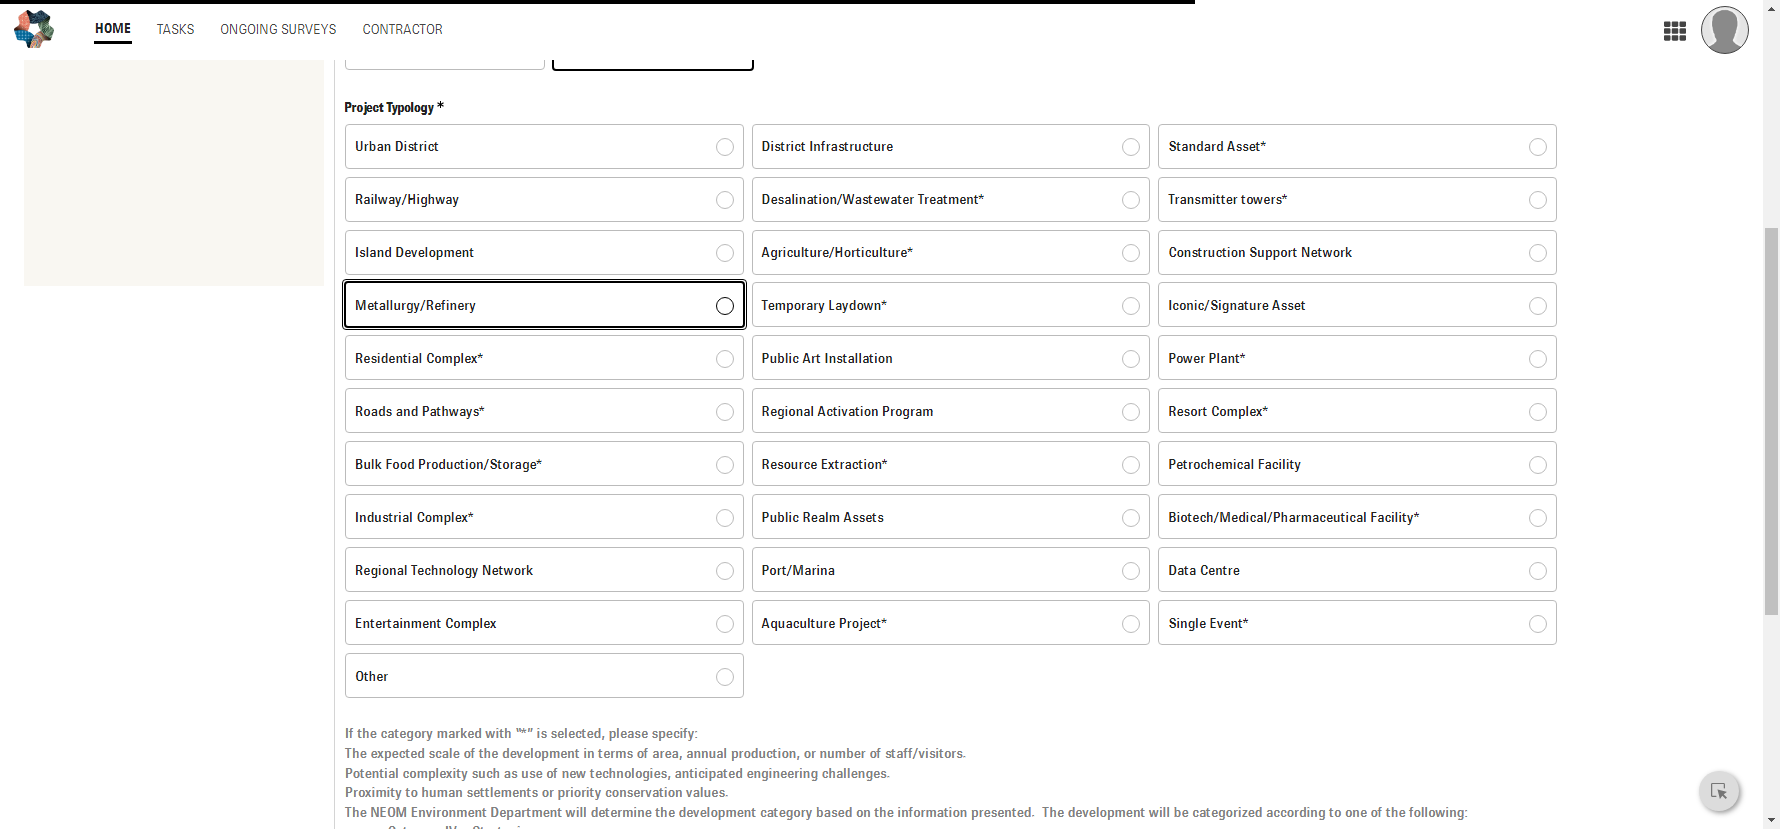 HOME TASKS ONGOING SURVEYS CONTRACTOR
Project Typology *
Urban District District Infrastructure Standard Asset*
Railway/Highway Desalination/Wastewater Treatment* Transmitter towers*
Island Development Agriculture/Horticulture* Construction Support Network
Metallurgy/Refinery Temporary Laydown* Iconic/Signature Asset
Residential Complex* Public Art Installation Power Plant*
Roads and Pathways* Regional Activation Program Resort Complex*
Bulk Food Production/Storage* Resource Extraction* Petrochemical Facility
Industrial Complex* Public Realm Assets Biotech/Medical/Pharmaceutical Facility*
Regional Technology Network Port/Marina Data Centre
Entertainment Complex Aquaculture Project* Single Event*
Other
If the category marked with "*" is selected, please specify:
The expected scale of the development in terms of area, annual production, or number of staff/visitors.
Potential complexity such as use of new technologies, anticipated engineering challenges.
Proximity to human settlements or priority conservation values.
The NEOM Environment Department will determine the development category based on the information presented. The development will be categorized according to one of the following: